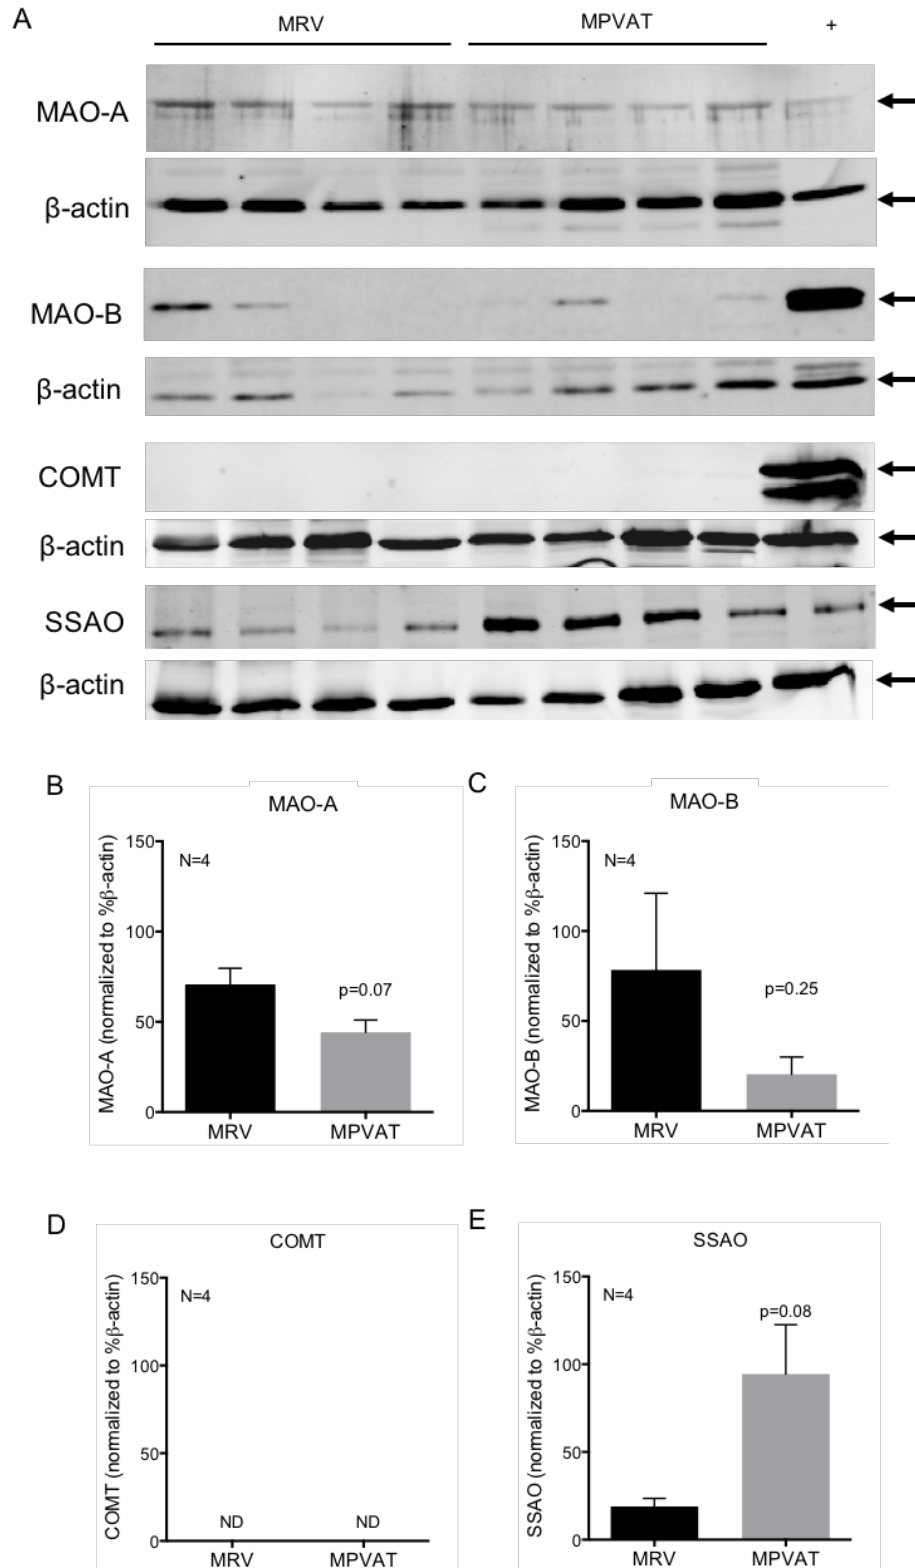 A
MRV MPVAT +
MAO-A
β-actin
MAO-B
β-actin
COMT
β-actin
SSAO
β-actin
B
MAO-A
MAO-A (normalized to %β-actin)
150
100
50
0
N=4
p=0.07
MRV MPVAT
C
MAO-B
MAO-B (normalized to %β-actin)
150
100
50
0
N=4
p=0.25
MRV MPVAT
D
COMT
COMT (normalized to %β-actin)
150
100
50
0
N=4
ND ND
MRV MPVAT
E
SSAO
SSAO (normalized to %β-actin)
150
100
50
0
N=4
p=0.08
MRV MPVAT